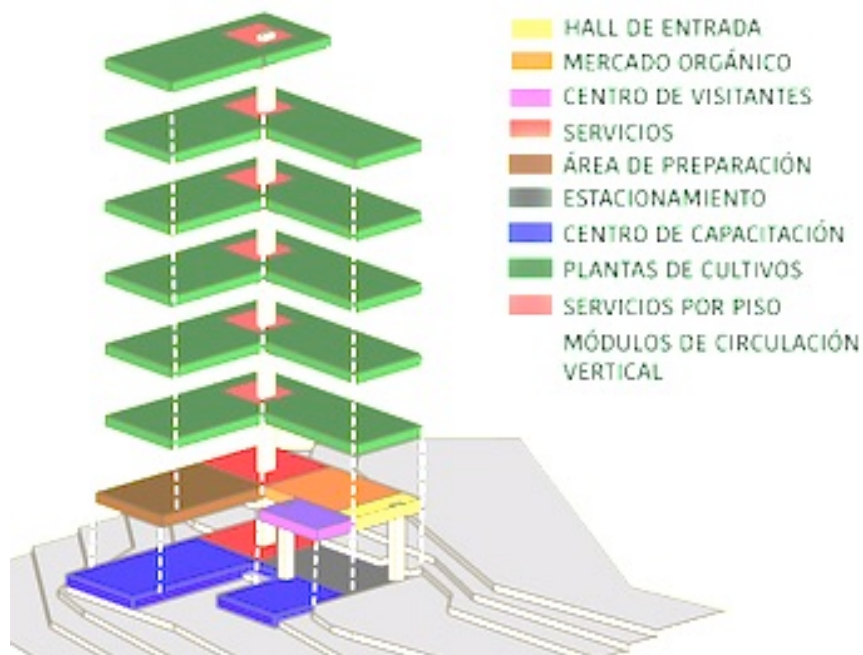 HALL DE ENTRADA
MERCADO ORGÁNICO
CENTRO DE VISITANTES
SERVICIOS
ÁREA DE PREPARACIÓN
ESTACIONAMIENTO
CENTRO DE CAPACITACIÓN
PLANTAS DE CULTIVOS
SERVICIOS POR PISO
MÓDULOS DE CIRCULACIÓN
VERTICAL